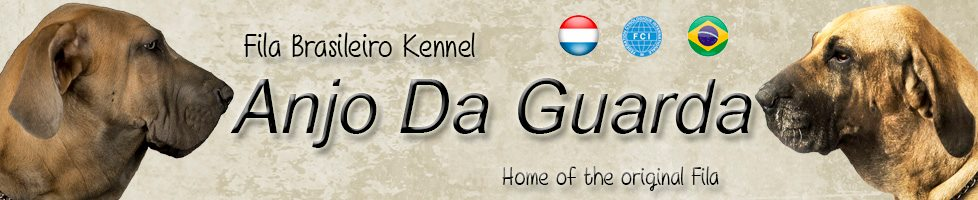 Fila Brasileiro Kennel
F.C.I.
Anjo Da Guarda
Home of the original Fila